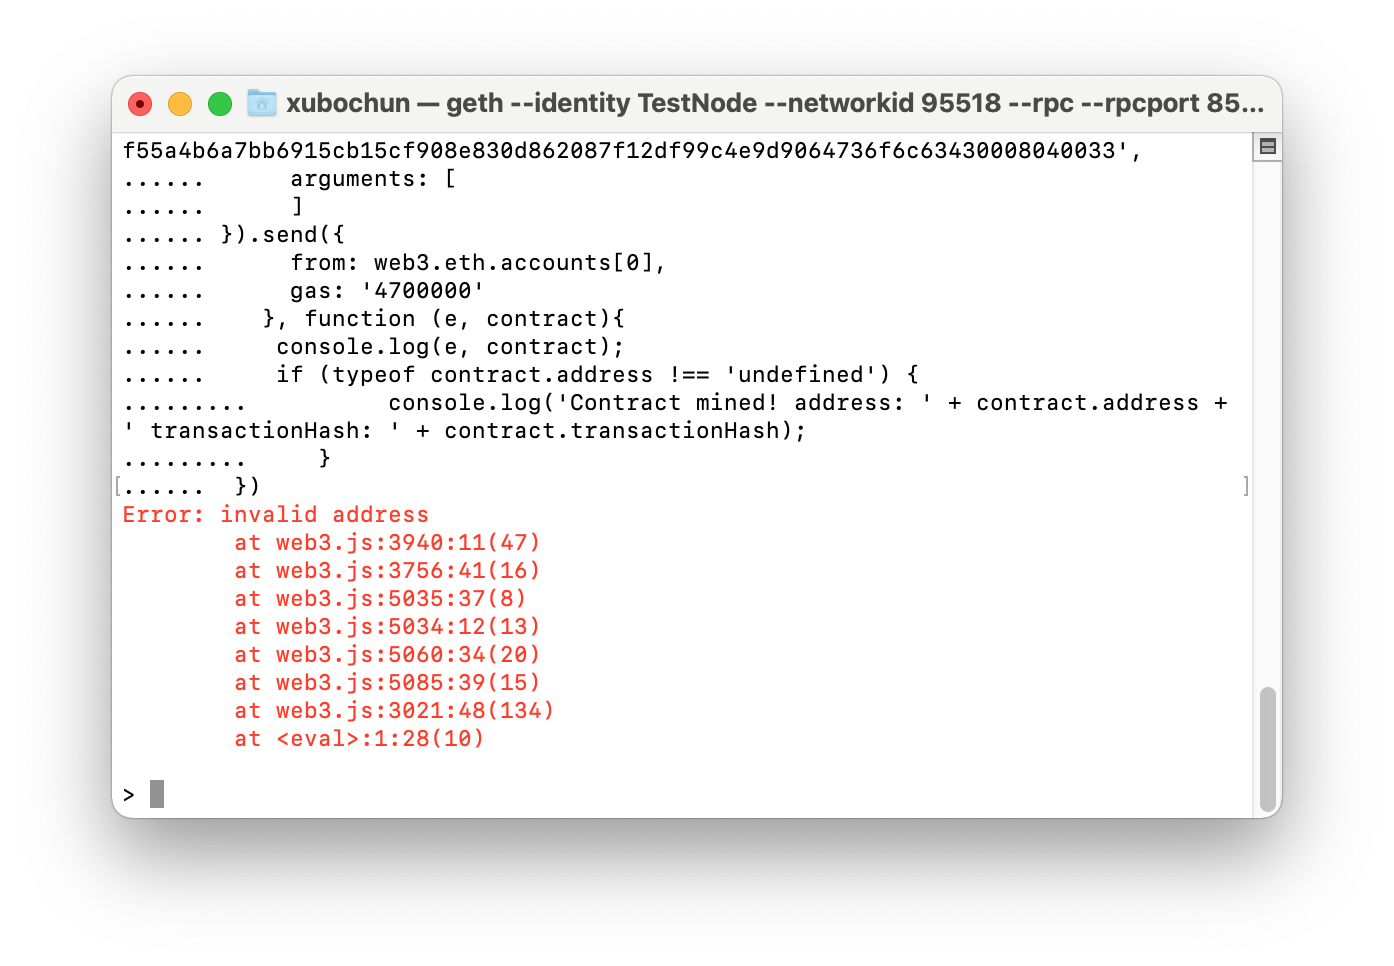 xubochun — geth --identity TestNode --networkid 95518 --rpc --rpcport 85...
f55a4b6a7bb6915cb15cf908e830d862087f12df99c4e9d9064736f6c63430008040033',
......      arguments: [
......      ]
...... }).send({
......      from: web3.eth.accounts[0],
......      gas: '4700000'
......    }, function (e, contract){
......     console.log(e, contract);
......     if (typeof contract.address !== 'undefined') {
.........          console.log('Contract mined! address: ' + contract.address +
' transactionHash: ' + contract.transactionHash);
.........     }
[......  })                                                                      ]
Error: invalid address
        at web3.js:3940:11(47)
        at web3.js:3756:41(16)
        at web3.js:5035:37(8)
        at web3.js:5034:12(13)
        at web3.js:5060:34(20)
        at web3.js:5085:39(15)
        at web3.js:3021:48(134)
        at <eval>:1:28(10)
>